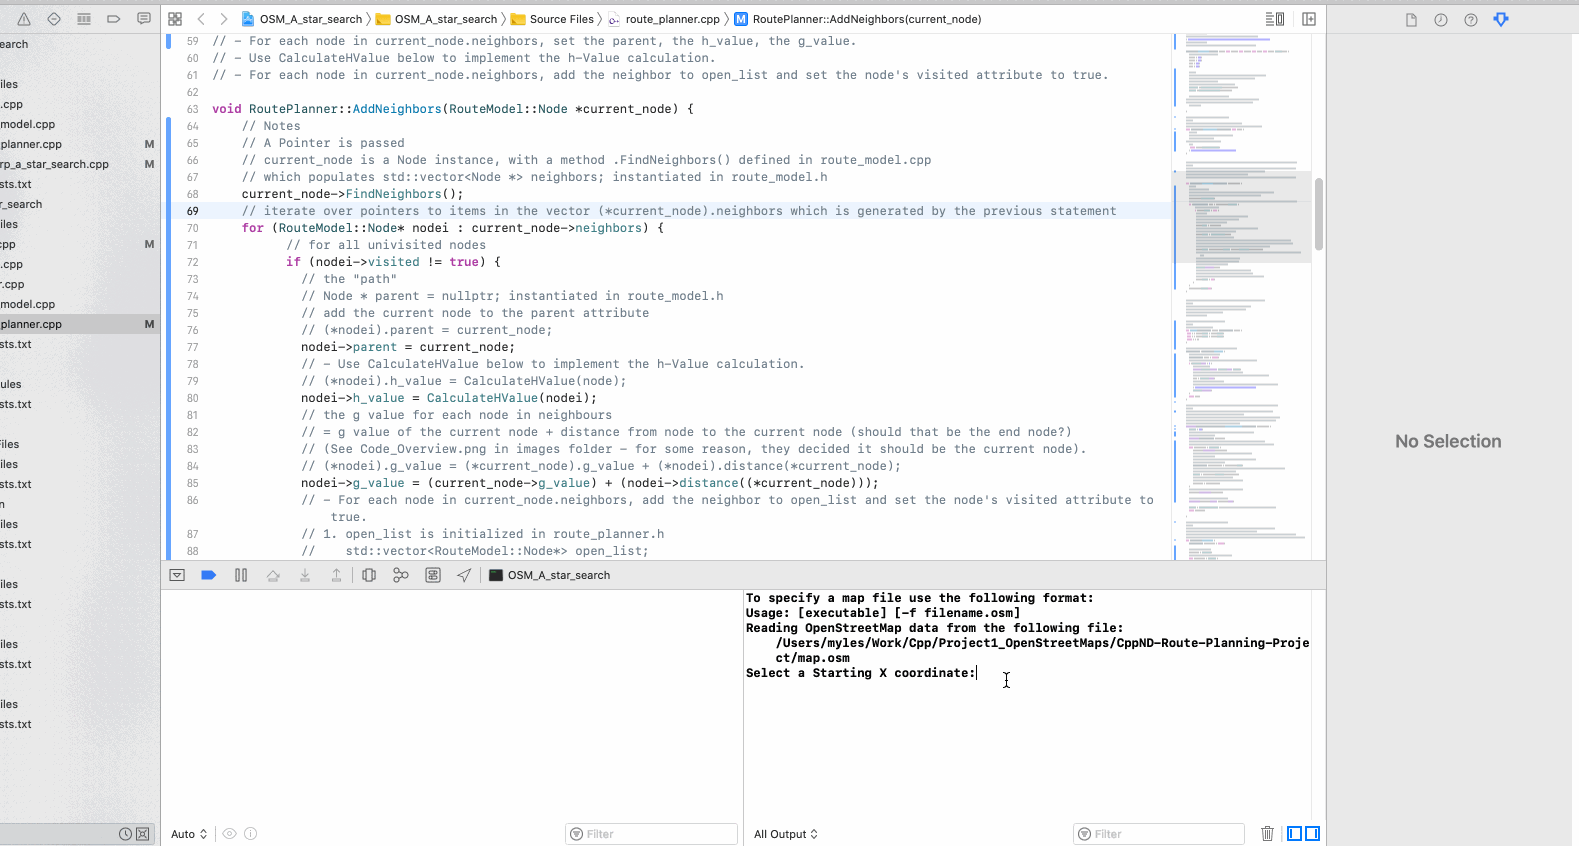 OSM_A_star_search
OSM_A_star_search
Source Files
route_planner.cpp
M
RoutePlanner::AddNeighbors(current_node)
earch
iles
.cpp
model.cpp
planner.cpp M
rp_a_star_search.cpp M
sts.txt
r_search
iles
cpp M
.cpp
r.cpp
model.cpp
planner.cpp M
sts.txt
ules
sts.txt
Files
iles
sts.txt
n
iles
sts.txt
iles
sts.txt
iles
sts.txt
iles
sts.txt
59 // – For each node in current_node.neighbors, set the parent, the h_value, the g_value.
60 // – Use CalculateHValue below to implement the h-Value calculation.
61 // – For each node in current_node.neighbors, add the neighbor to open_list and set the node's visited attribute to true.
62
63 void RoutePlanner::AddNeighbors(RouteModel::Node *current_node) {
64 // Notes
65 // A Pointer is passed
66 // current_node is a Node instance, with a method .FindNeighbors() defined in route_model.cpp
67 // which populates std::vector<Node *> neighbors; instantiated in route_model.h
68 current_node->FindNeighbors();
69 // iterate over pointers to items in the vector (*current_node).neighbors which is generated by the previous statement
70 for (RouteModel::Node* nodei : current_node->neighbors) {
71 // for all univisited nodes
72 if (nodei->visited != true) {
73 // the "path"
74 // Node * parent = nullptr; instantiated in route_model.h
75 // add the current node to the parent attribute
76 // (*nodei).parent = current_node;
77 nodei->parent = current_node;
78 // – Use CalculateHValue below to implement the h-Value calculation.
79 // (*nodei).h_value = CalculateHValue(node);
80 nodei->h_value = CalculateHValue(nodei);
81 // the g value for each node in neighbours
82 // = g value of the current node + distance from node to the current node (should that be the end node?)
83 // (See Code_Overview.png in images folder – for some reason, they decided it should be the current node).
84 // (*nodei).g_value = (*current_node).g_value + (*nodei).distance(*current_node);
85 nodei->g_value = (current_node->g_value) + (nodei->distance((*current_node)));
86 // – For each node in current_node.neighbors, add the neighbor to open_list and set the node's visited attribute to
true.
87 // 1. open_list is initialized in route_planner.h
88 // std::vector<RouteModel::Node*> open_list;
No Selection
OSM_A_star_search
To specify a map file use the following format:
Usage: [executable] [-f filename.osm]
Reading OpenStreetMap data from the following file:
/Users/myles/Work/Cpp/Project1_OpenStreetMaps/CppND-Route-Planning-Proje
ct/map.osm
Select a Starting X coordinate:
Auto
Filter
All Output
Filter